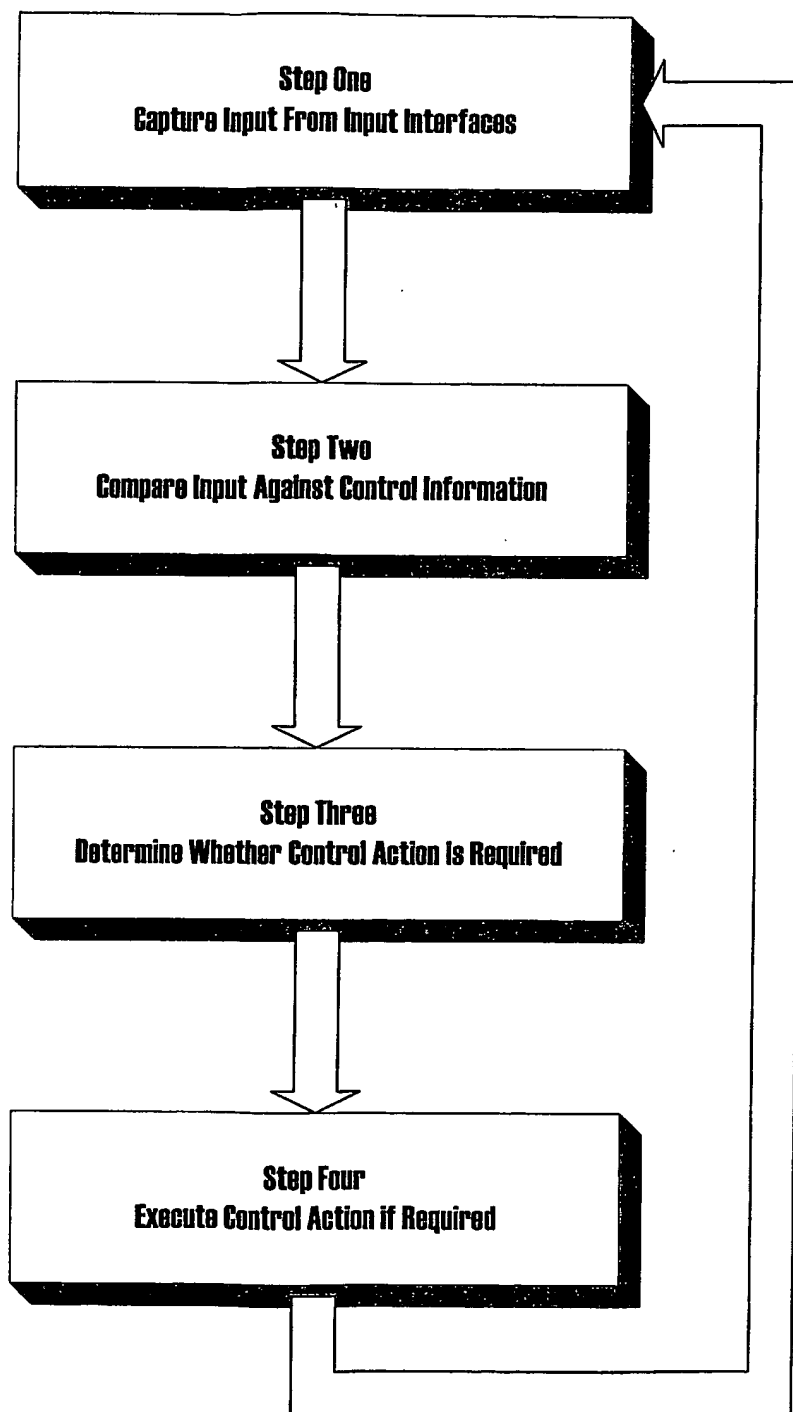 Step One
Capture Input From Input Interfaces
Step Two
Compare Input Against Control Information
Step Three
Determine Whether Control Action is Required
Step Four
Execute Control Action if Required